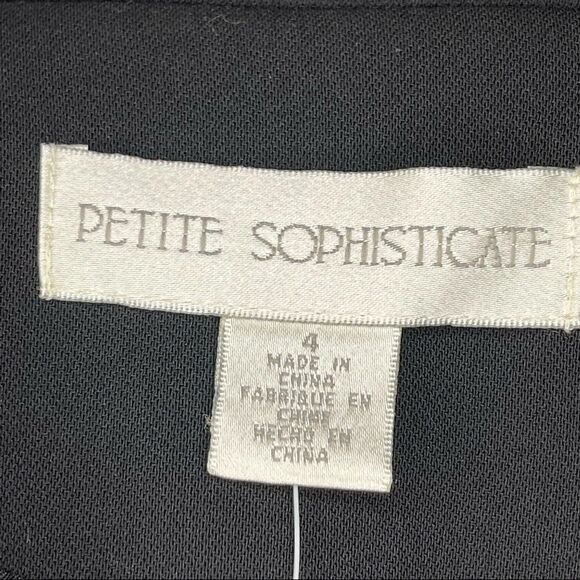 PETITE SOPHISTICATE
4
MADE IN
CHINA
FABRIQUE EN
CHINE
HECHO EN
CHINA